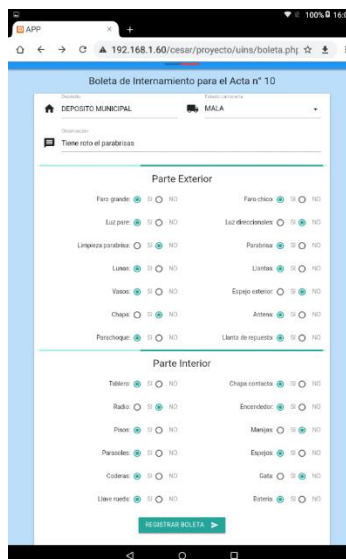 100% 16:0
APP
192.168.1.60/cesar/proyecto/uins/boleta.php
Boleta de Internamiento para el Acta n° 10
Deposito
DEPOSITO MUNICIPAL
Estado carroceria
MALA
Observacion
Tiene roto el parabrisas
Parte Exterior
Faro grande: SI NO Faro chico: SI NO
Luz pare: SI NO Luz direccionales: SI NO
Limpieza parabrisa: SI NO Parabrisa: SI NO
Lunas: SI NO Llantas: SI NO
Vasos: SI NO Espejo exterior: SI NO
Chapa: SI NO Antena: SI NO
Parachoque: SI NO Llanta de repuesto: SI NO
Parte Interior
Tablero: SI NO Chapa contacto: SI NO
Radio: SI NO Encendedor: SI NO
Pisos: SI NO Manijas: SI NO
Parasoles: SI NO Espejos: SI NO
Coderas: SI NO Gata: SI NO
Llave rueda: SI NO Bateria: SI NO
REGISTRAR BOLETA